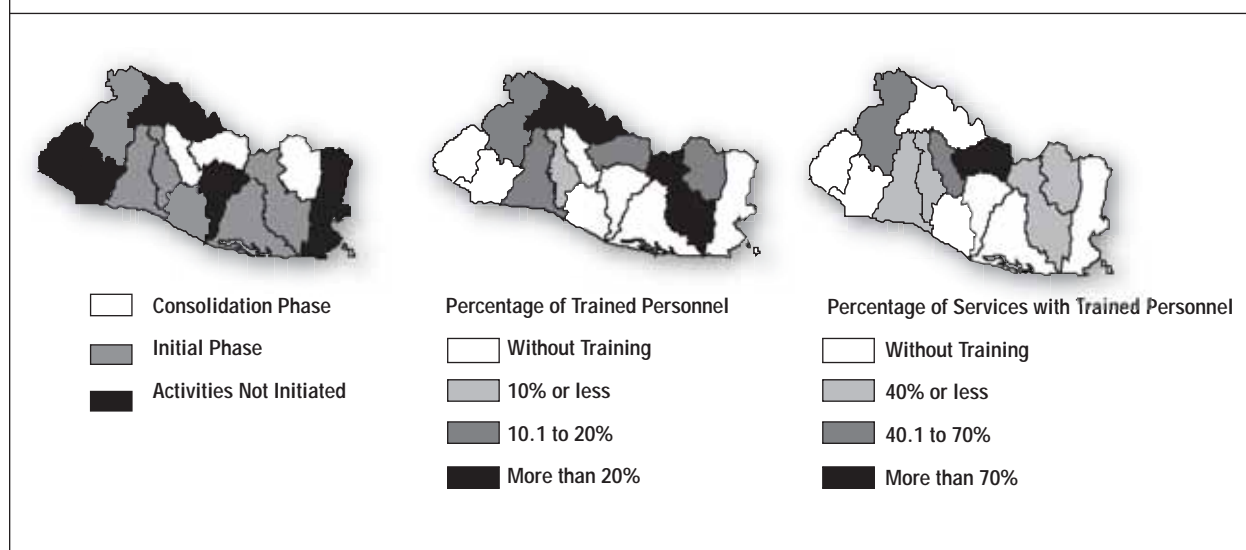 Consolidation Phase
Initial Phase
Activities Not Initiated
Percentage of Trained Personnel
Without Training
10% or less
10.1 to 20%
More than 20%
Percentage of Services with Trained Personnel
Without Training
40% or less
40.1 to 70%
More than 70%